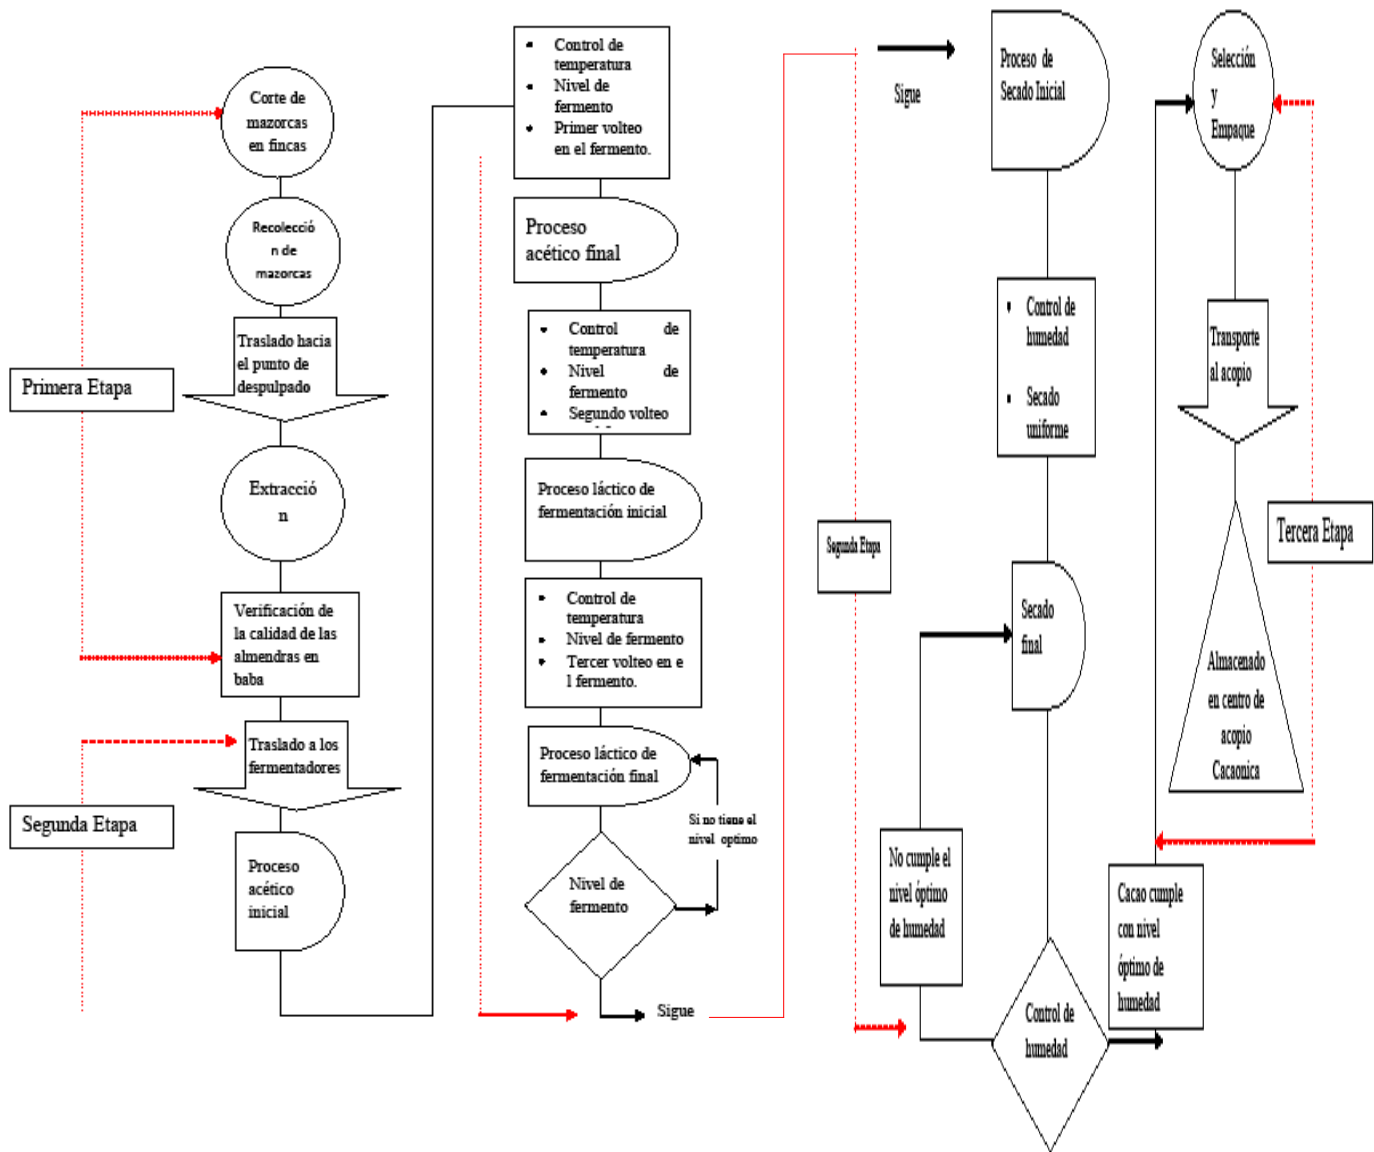 Corte de
mazorcas
en fincas
Recolecció
n de
mazorcas
Traslado hacia
el punto de
despulpado
Primera Etapa
Extracció
n
Verificación de
la calidad de las
almendras en
baba
Traslado a los
fermentadores
Segunda Etapa
Proceso
acético
inicial
• Control de
temperatura
• Nivel de
fermento
• Primer volteo
en el fermento.
Proceso
acético final
• Control de
temperatura
• Nivel de
fermento
• Segundo volteo
Proceso láctico de
fermentación inicial
• Control de
temperatura
• Nivel de fermento
• Tercer volteo en e
l fermento.
Proceso láctico de
fermentación final
Si no tiene el
nivel optimo
Nivel de
fermento
Sigue
Sigue
Proceso de
Secado Inicial
• Control de
humedad
• Secado
uniforme
Segunda Etapa
Secado
final
No cumple el
nivel óptimo
de humedad
Control de
humedad
Cacao cumple
con nivel
óptimo de
humedad
Selección
y
Empaque
Transporte
al acopio
Tercera Etapa
Almacenado
en centro de
acopio
Cacaonica